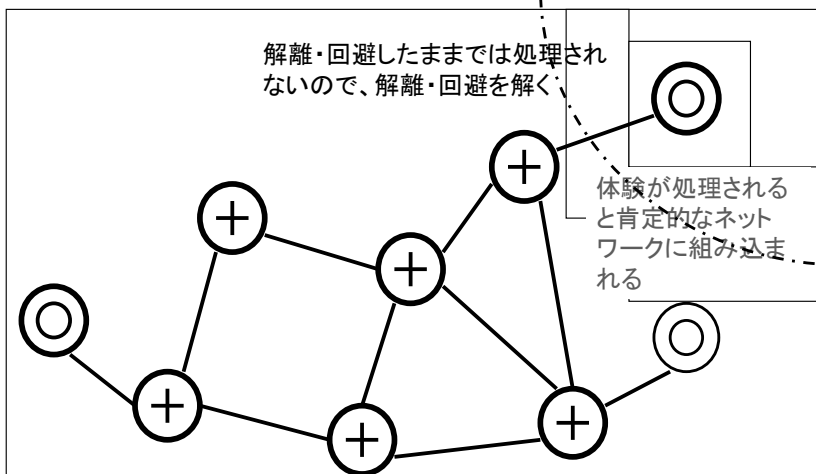 解離・回避したままでは処理され
ないので、解離・回避を解く
体験が処理される
と肯定的なネット
ワークに組み込ま
れる